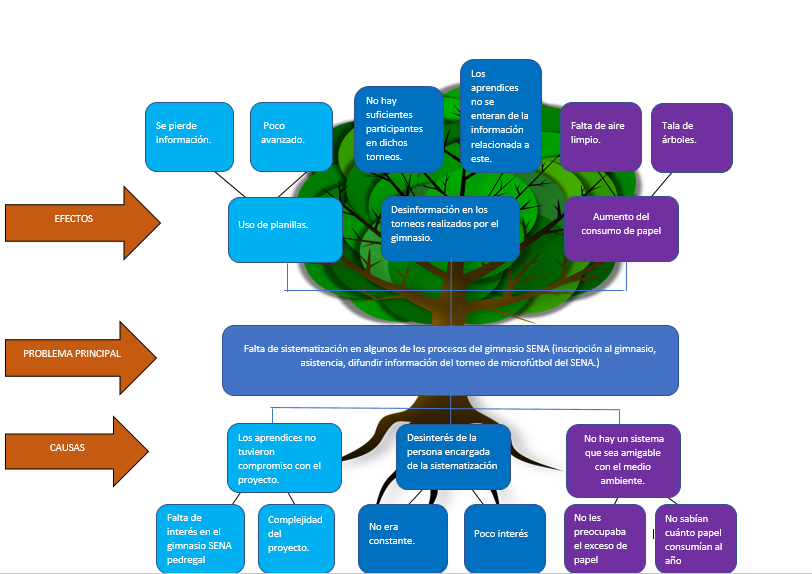 Se pierde
información.
Poco
avanzado.
No hay
suficientes
participantes
en dichos
torneos.
Los
aprendices
no se
enteran de la
información
relacionada a
este.
Falta de aire
limpio.
Tala de
árboles.
EFECTOS
Uso de planillas.
Desinformación en los
torneos realizados por el
gimnasio.
Aumento del
consumo de papel
PROBLEMA PRINCIPAL
Falta de sistematización en algunos de los procesos del gimnasio SENA (inscripción al gimnasio,
asistencia, difundir información del torneo de microfútbol del SENA.)
CAUSAS
Los aprendices no
tuvieron
compromiso con el
proyecto.
Desinterés de la
persona encargada
de la sistematización
No hay un sistema
que sea amigable
con el medio
ambiente.
Falta de
interés en el
gimnasio SENA
pedregal
Complejidad
del
proyecto.
No era
constante.
Poco interés
No les
preocupaba
el exceso de
papel
No sabían
cuánto papel
consumían al
año